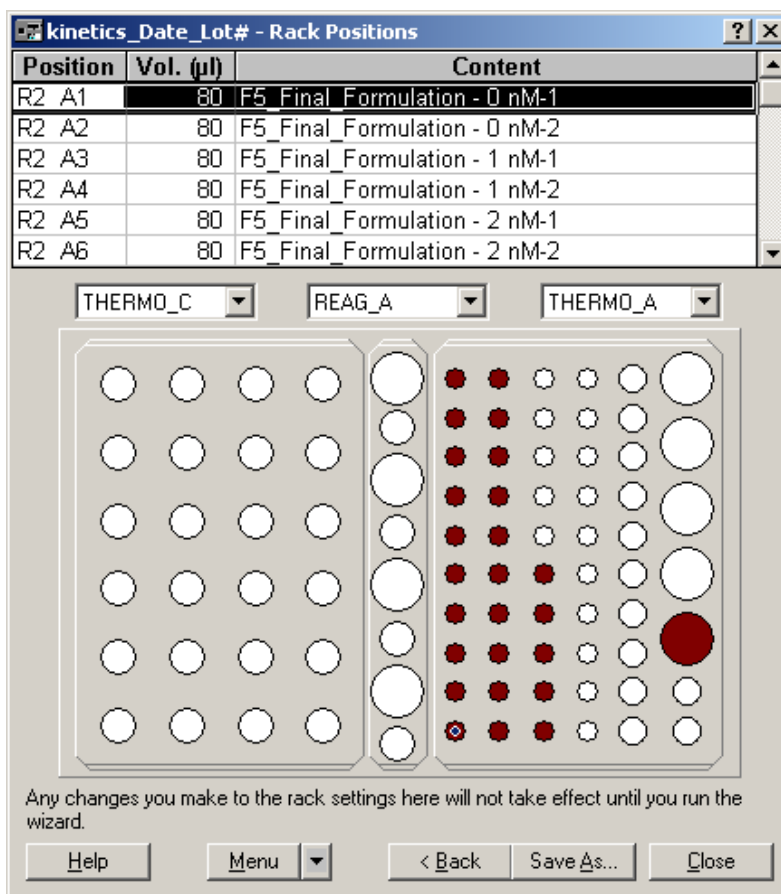 kinetics_Date_Lot# - Rack Positions
Position Vol. (µl) Content
R2 A1 80 F5_Final_Formulation - 0 nM-1
R2 A2 80 F5_Final_Formulation - 0 nM-2
R2 A3 80 F5_Final_Formulation - 1 nM-1
R2 A4 80 F5_Final_Formulation - 1 nM-2
R2 A5 80 F5_Final_Formulation - 2 nM-1
R2 A6 80 F5_Final_Formulation - 2 nM-2
THERMO_C REAG_A THERMO_A
Any changes you make to the rack settings here will not take effect until you run the
wizard.
Help Menu < Back Save As... Close